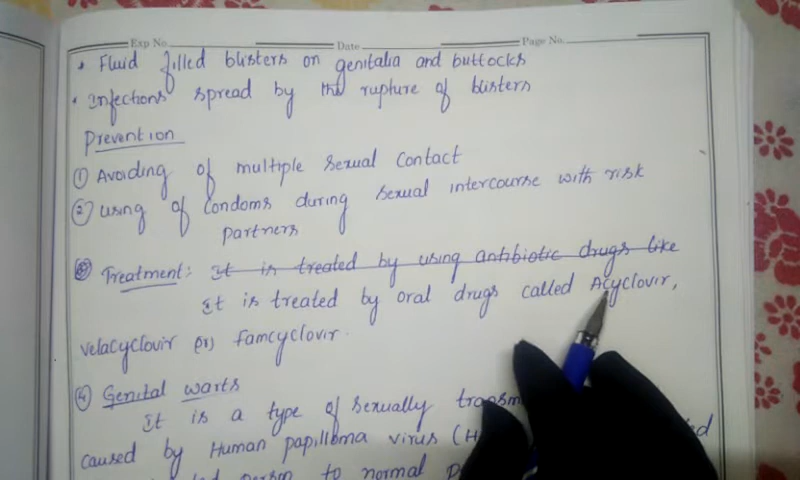 Exp No. Date Page No.
• Fluid filled blisters on genitalia and buttocks
• Infections spread by the rupture of blisters
Prevention
① Avoiding of multiple sexual contact
② using of condoms during sexual intercourse with risk
partners
Treatment: It is treated by using antibiotic drugs like
It is treated by oral drugs called Acyclovir,
velacyclovir (or) famcyclovir.
④ Genital warts
It is a type of sexually
caused by Human papilloma virus
person to normal